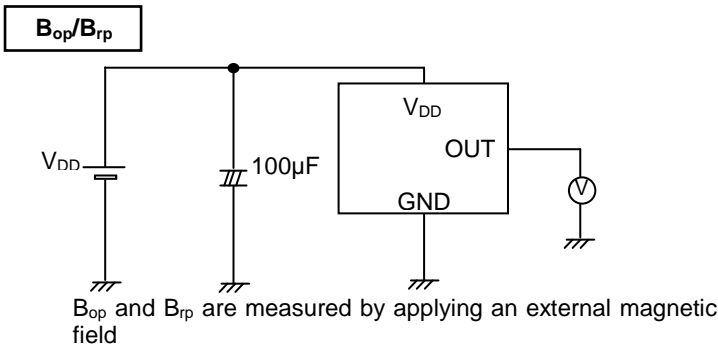 Bop/Brp
VDD
100µF
VDD
OUT
GND
V
Bop and Brp are measured by applying an external magnetic
field